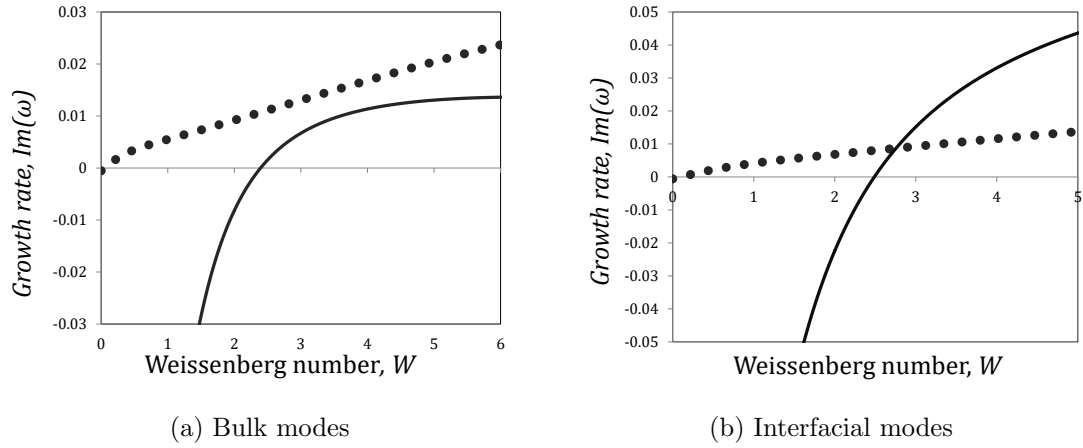 0.03
0.02
0.01
0
-0.01
-0.02
-0.03
Growth rate, Im(ω)
0 1 2 3 4 5 6
Weissenberg number, W
(a) Bulk modes
0.05
0.04
0.03
0.02
0.01
0
-0.01
-0.02
-0.03
-0.04
-0.05
Growth rate, Im(ω)
0 1 2 3 4 5
Weissenberg number, W
(b) Interfacial modes